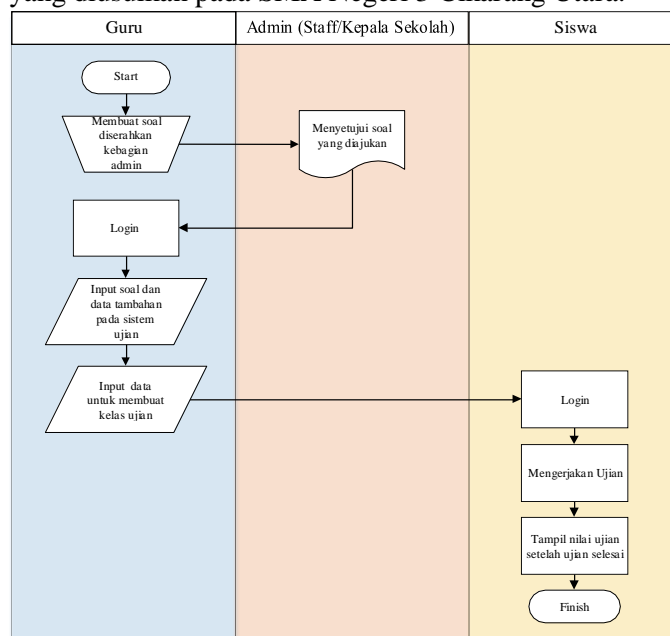 yang diusulkan pada SMA Negeri 3 Cikarang Utara.
Guru
Admin (Staff/Kepala Sekolah)
Siswa
Start
Membuat soal
diserahkan
kebagian
admin
Menyetujui soal
yang diajukan
Login
Input soal dan
data tambahan
pada sistem
ujian
Input data
untuk membuat
kelas ujian
Login
Mengerjakan Ujian
Tampil nilai ujian
setelah ujian selesai
Finish